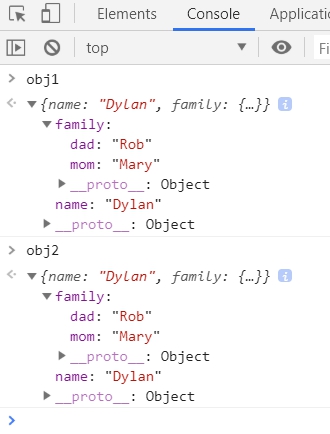 Elements Console Application
top Fi
> obj1
{name: "Dylan", family: {…}} i
family:
dad: "Rob"
mom: "Mary"
__proto__: Object
name: "Dylan"
__proto__: Object
> obj2
{name: "Dylan", family: {…}} i
family:
dad: "Rob"
mom: "Mary"
__proto__: Object
name: "Dylan"
__proto__: Object
>